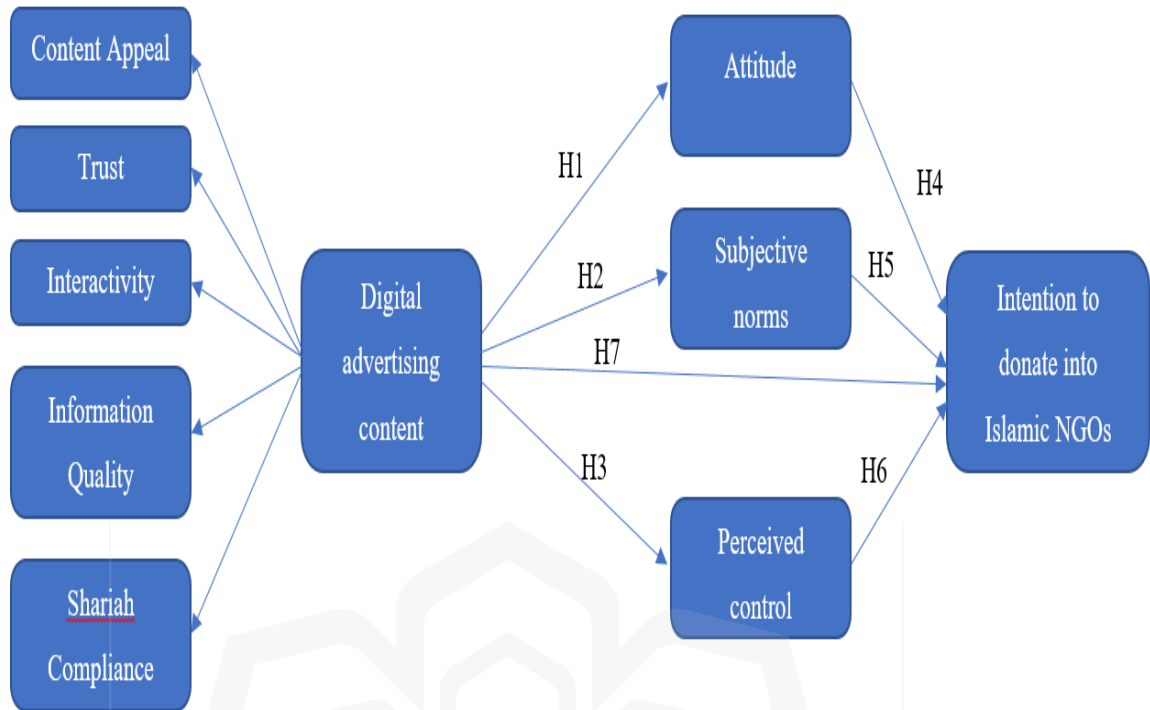 Content Appeal
Trust
Interactivity
Information
Quality
Shariah
Compliance
Digital
advertising
content
H1
H2
H7
H3
Attitude
Subjective
norms
Perceived
control
H4
H5
H6
Intention to
donate into
Islamic NGOs